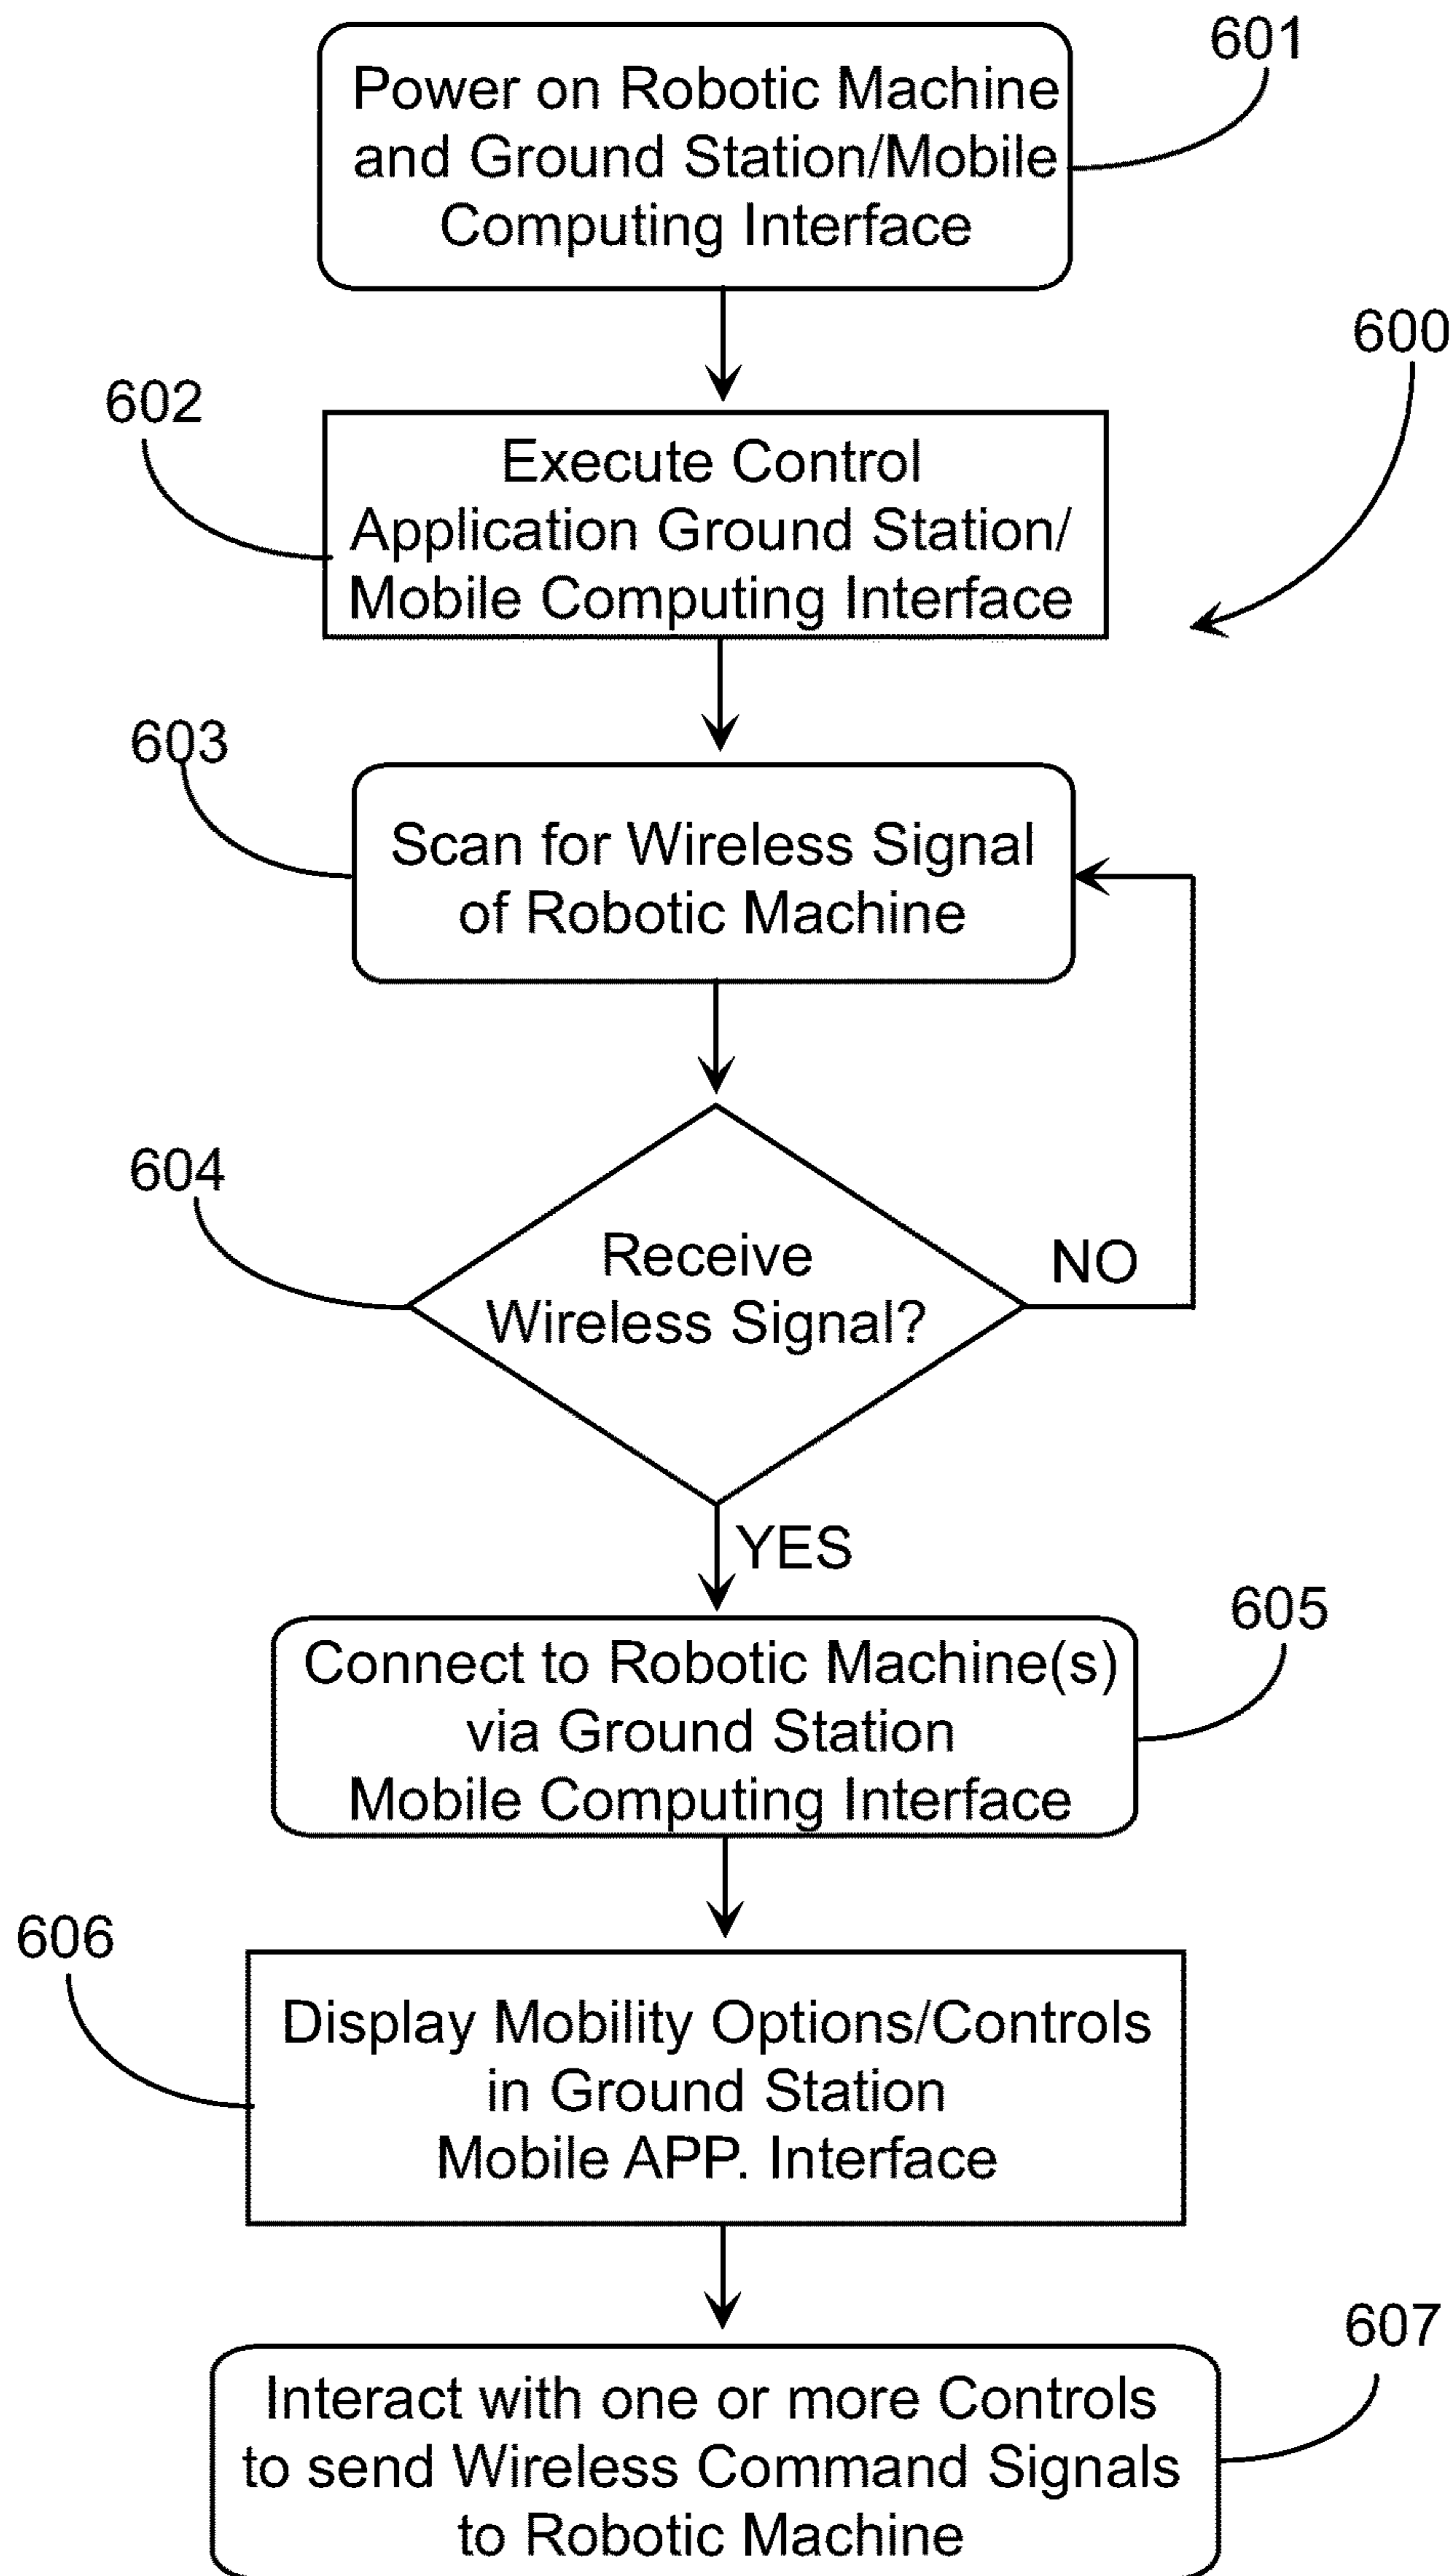 601
Power on Robotic Machine
and Ground Station/Mobile
Computing Interface
600
602
Execute Control
Application Ground Station/
Mobile Computing Interface
603
Scan for Wireless Signal
of Robotic Machine
604
Receive
Wireless Signal?
NO
YES
605
Connect to Robotic Machine(s)
via Ground Station
Mobile Computing Interface
606
Display Mobility Options/Controls
in Ground Station
Mobile APP. Interface
607
Interact with one or more Controls
to send Wireless Command Signals
to Robotic Machine